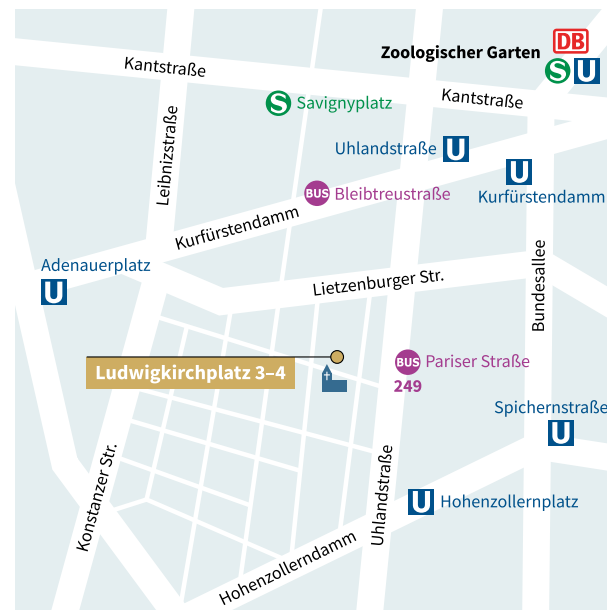 DB
Zoologischer Garten
S U
Kantstraße
Kantstraße
S Savignyplatz
Leibnizstraße
Uhlandstraße U
U
Kurfürstendamm
BUS Bleibtreustraße
Kurfürstendamm
Adenauerplatz
U
Lietzenburger Str.
Bundesallee
Ludwigkirchplatz 3–4
BUS Pariser Straße
249
Spichernstraße
U
Konstanzer Str.
Uhlandstraße
U Hohenzollernplatz
Hohenzollerndamm